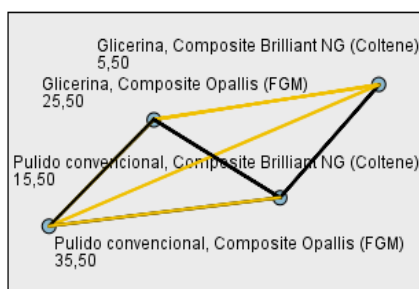 Glicerina, Composite Brilliant NG (Coltene)
5,50
Glicerina, Composite Opallis (FGM)
25,50
Pulido convencional, Composite Brilliant NG (Coltene)
15,50
Pulido convencional, Composite Opallis (FGM)
35,50